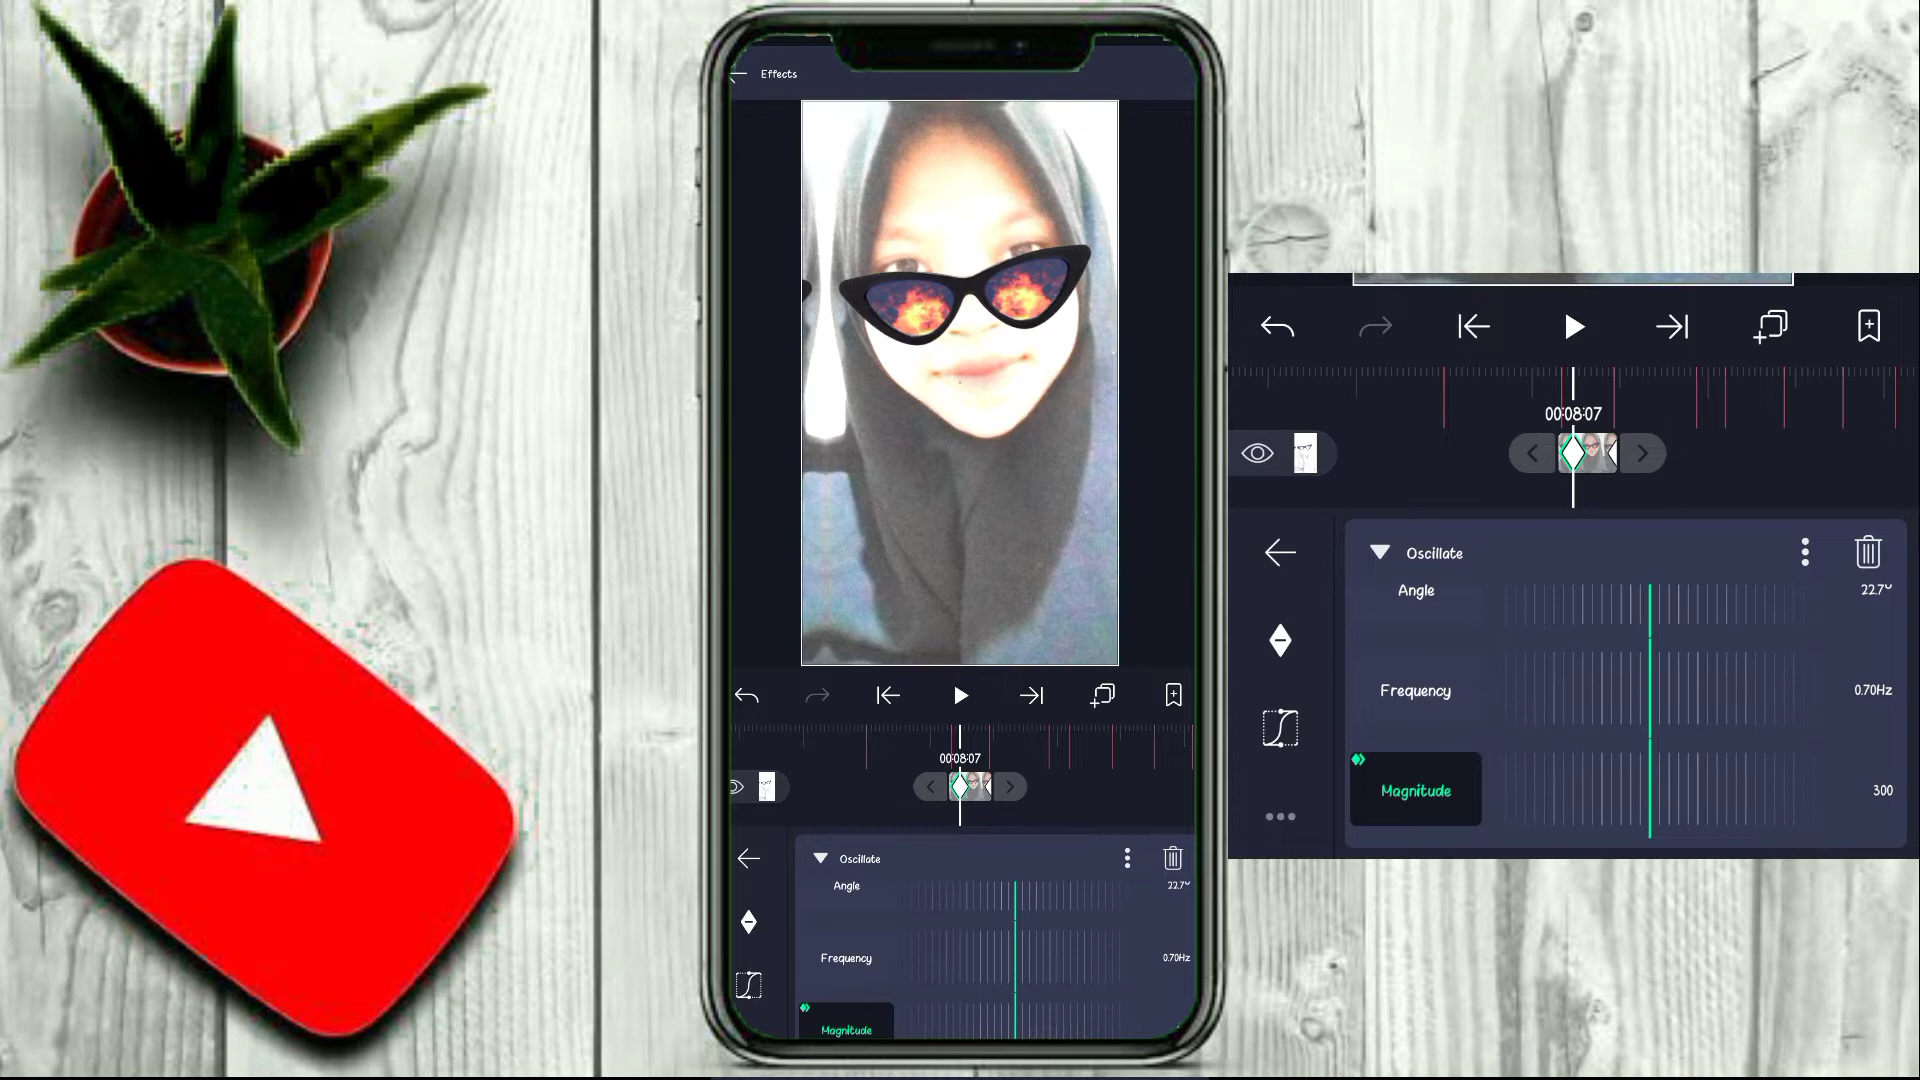 Effects
00:08:07
Oscillate
Angle
22.7°
Frequency
0.70Hz
Magnitude
00:08:07
Oscillate
Angle
22.7°
Frequency
0.70Hz
Magnitude
300